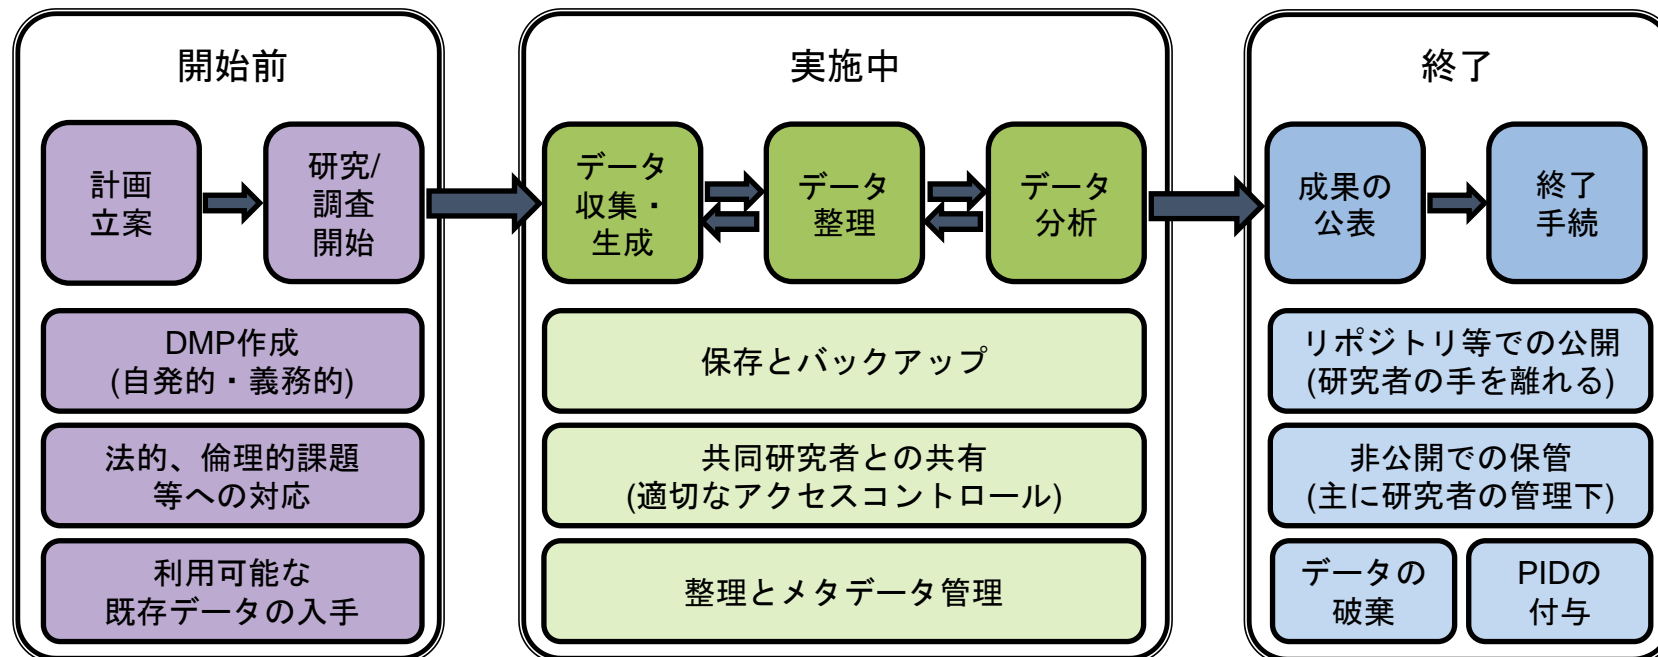 開始前
計画
立案
研究/
調査
開始
DMP作成
(自発的・義務的)
法的、倫理的課題
等への対応
利用可能な
既存データの入手
実施中
データ
収集・
生成
データ
整理
データ
分析
保存とバックアップ
共同研究者との共有
(適切なアクセスコントロール)
整理とメタデータ管理
終了
成果の
公表
終了
手続
リポジトリ等での公開
(研究者の手を離れる)
非公開での保管
(主に研究者の管理下)
データの
破棄
PIDの
付与